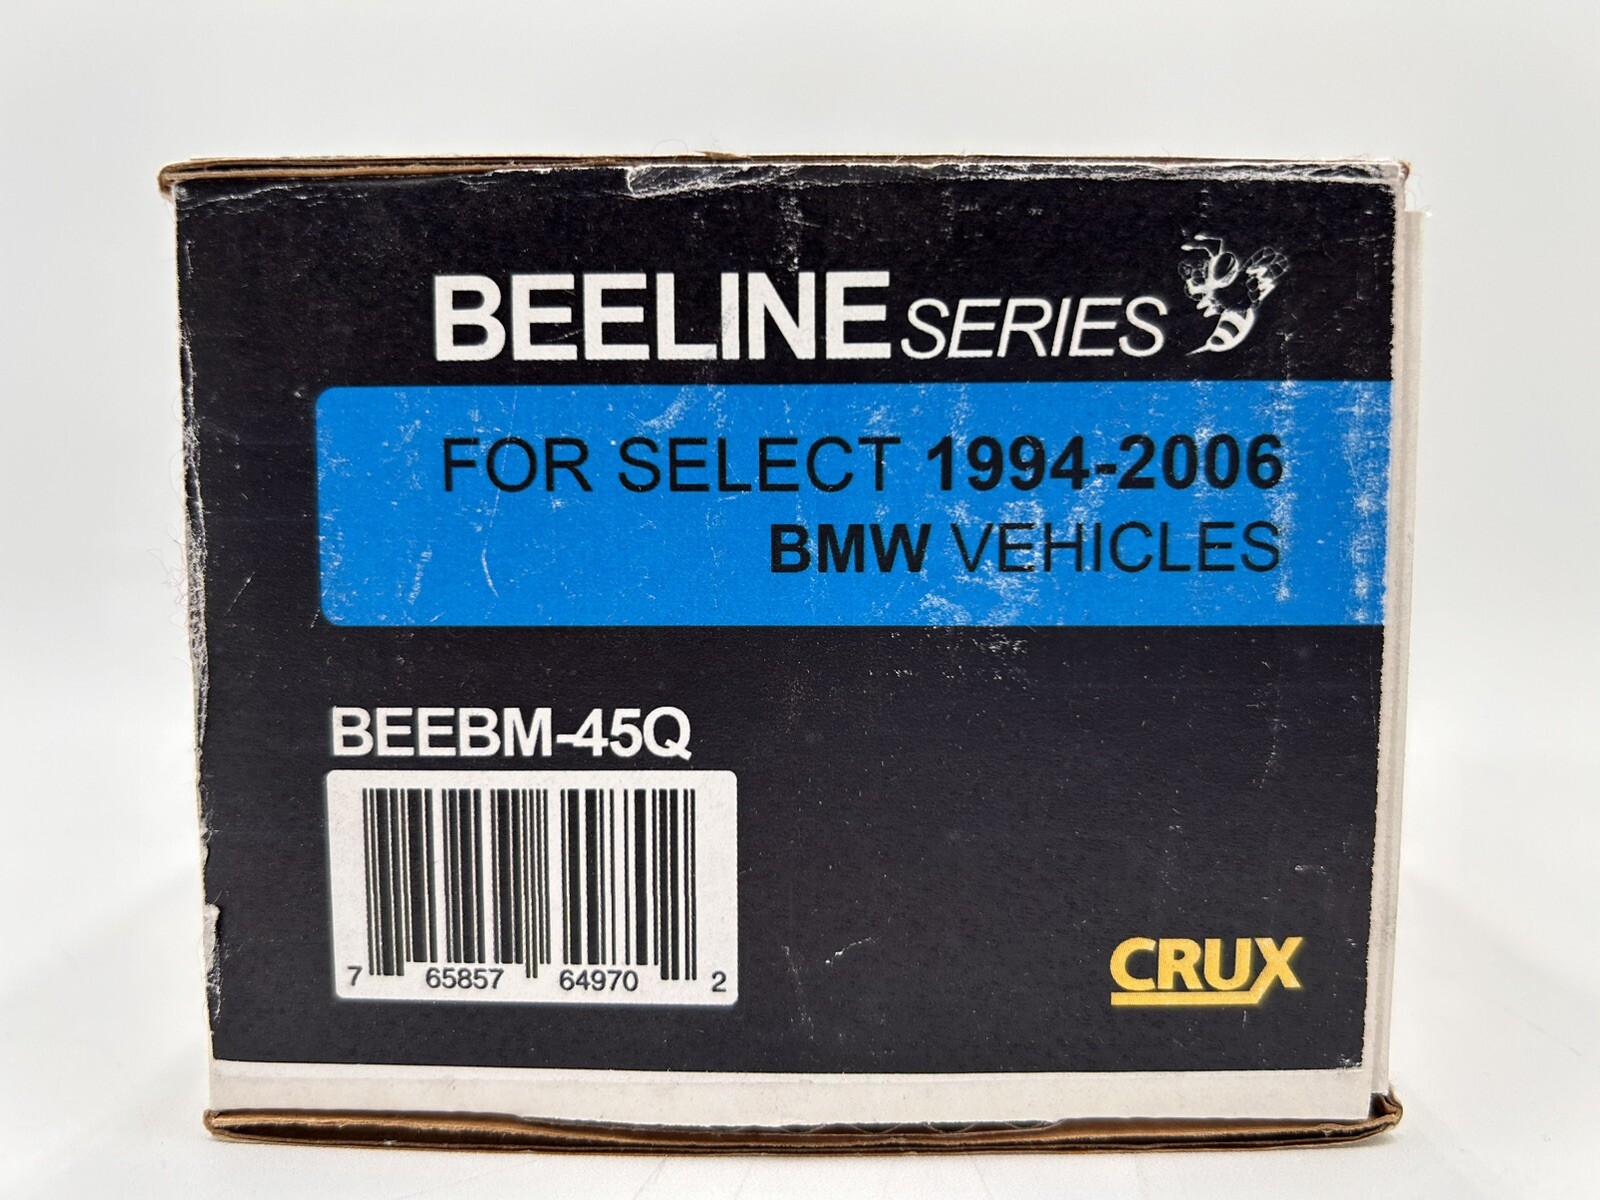 BEELINE SERIES
FOR SELECT 1994-2006
BMW VEHICLES
BEEBM-45Q
7 65857 64970 2
CRUX